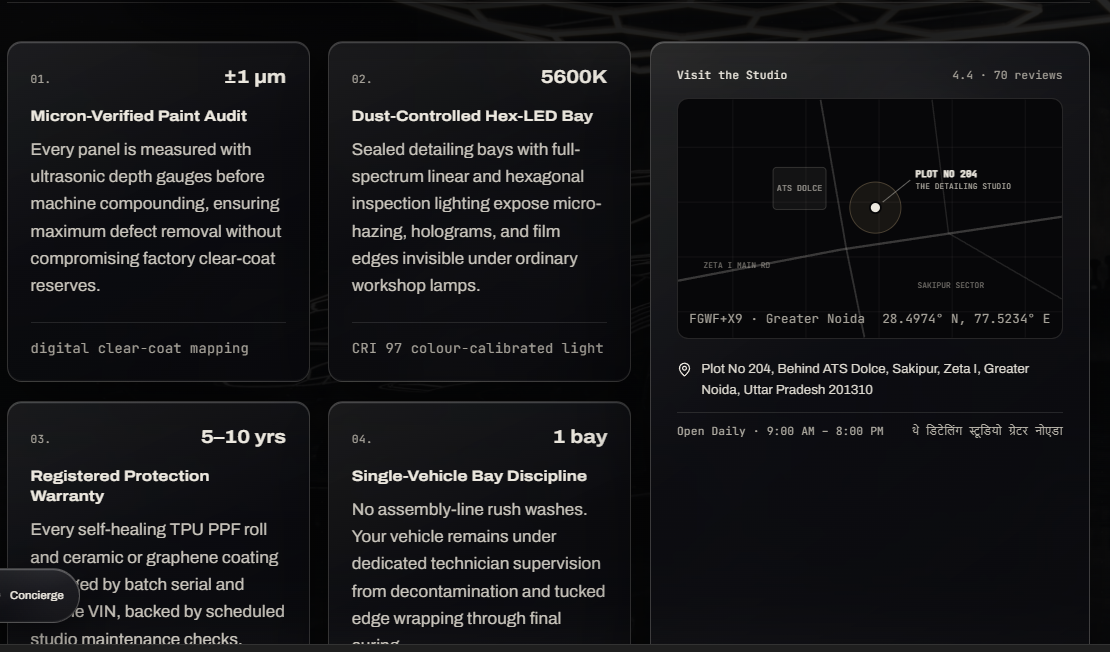 01.
±1 µm
Micron-Verified Paint Audit
Every panel is measured with
ultrasonic depth gauges before
machine compounding, ensuring
maximum defect removal without
compromising factory clear-coat
reserves.
digital clear-coat mapping
02.
5600K
Dust-Controlled Hex-LED Bay
Sealed detailing bays with full-
spectrum linear and hexagonal
inspection lighting expose micro-
hazing, holograms, and film
edges invisible under ordinary
workshop lamps.
CRI 97 colour-calibrated light
03.
5–10 yrs
Registered Protection
Warranty
Every self-healing TPU PPF roll
and ceramic or graphene coating
by batch serial and
VIN, backed by scheduled
studio maintenance checks.
Concierge
04.
1 bay
Single-Vehicle Bay Discipline
No assembly-line rush washes.
Your vehicle remains under
dedicated technician supervision
from decontamination and tucked
edge wrapping through final
Visit the Studio
4.4 · 70 reviews
ATS DOLCE
PLOT NO 204
THE DETAILING STUDIO
ZETA I MAIN RD
SAKIPUR SECTOR
FGWF+X9 · Greater Noida
28.4974° N, 77.5234° E
Plot No 204, Behind ATS Dolce, Sakipur, Zeta I, Greater
Noida, Uttar Pradesh 201310
Open Daily · 9:00 AM – 8:00 PM
थे डिटेलिंग स्टूडियो ग्रेटर नोएडा